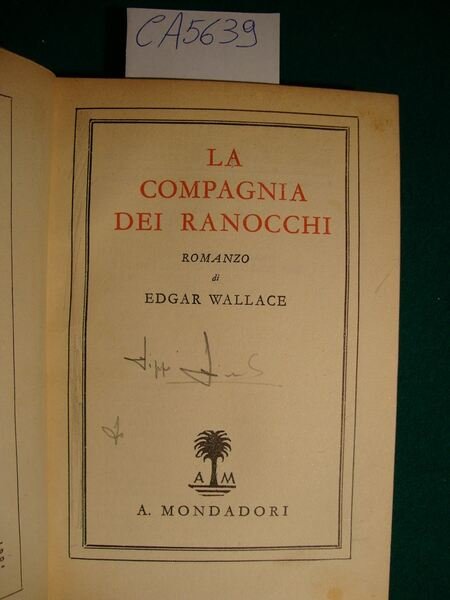 CA5639
LA
COMPAGNIA
DEI RANOCCHI
ROMANZO
di
EDGAR WALLACE
A M
A. MONDADORI